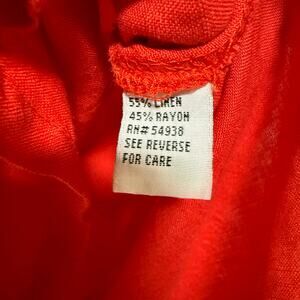 55% LINEN
45% RAYON
RN# 54938
SEE REVERSE
FOR CARE